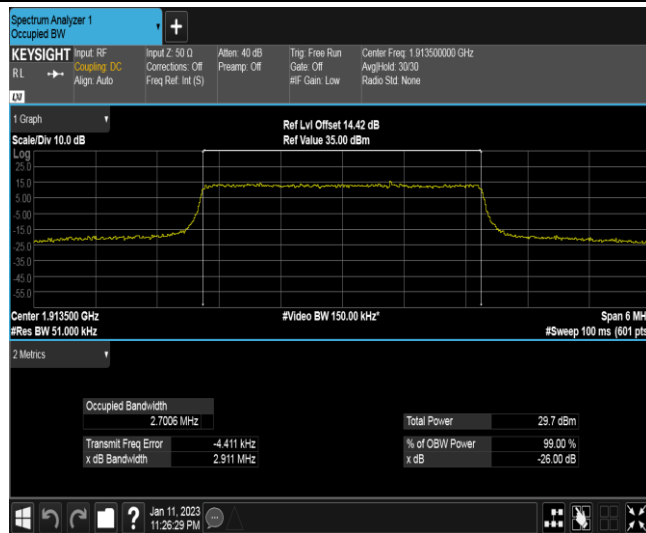 Spectrum Analyzer 1
Occupied BW
+
KEYSIGHT Input: RF Input Z: 50 Ω Atten: 40 dB Trig: Free Run Center Freq: 1.913500000 GHz
RL Coupling: DC Corrections: Off Preamp: Off Gate: Off Avg|Hold: 30/30
Align: Auto Freq Ref: Int (S) #IF Gain: Low Radio Std: None
1 Graph
Ref Lvl Offset 14.42 dB
Scale/Div 10.0 dB Ref Value 35.00 dBm
Log
25.0
15.0
5.00
-5.00
-15.0
-25.0
-35.0
-45.0
-55.0
Center 1.913500 GHz #Video BW 150.00 kHz* Span 6 MH
#Res BW 51.000 kHz #Sweep 100 ms (601 pts
2 Metrics
Occupied Bandwidth
2.7006 MHz Total Power 29.7 dBm
Transmit Freq Error -4.411 kHz % of OBW Power 99.00 %
x dB Bandwidth 2.911 MHz x dB -26.00 dB
? Jan 11, 2023
11:26:29 PM